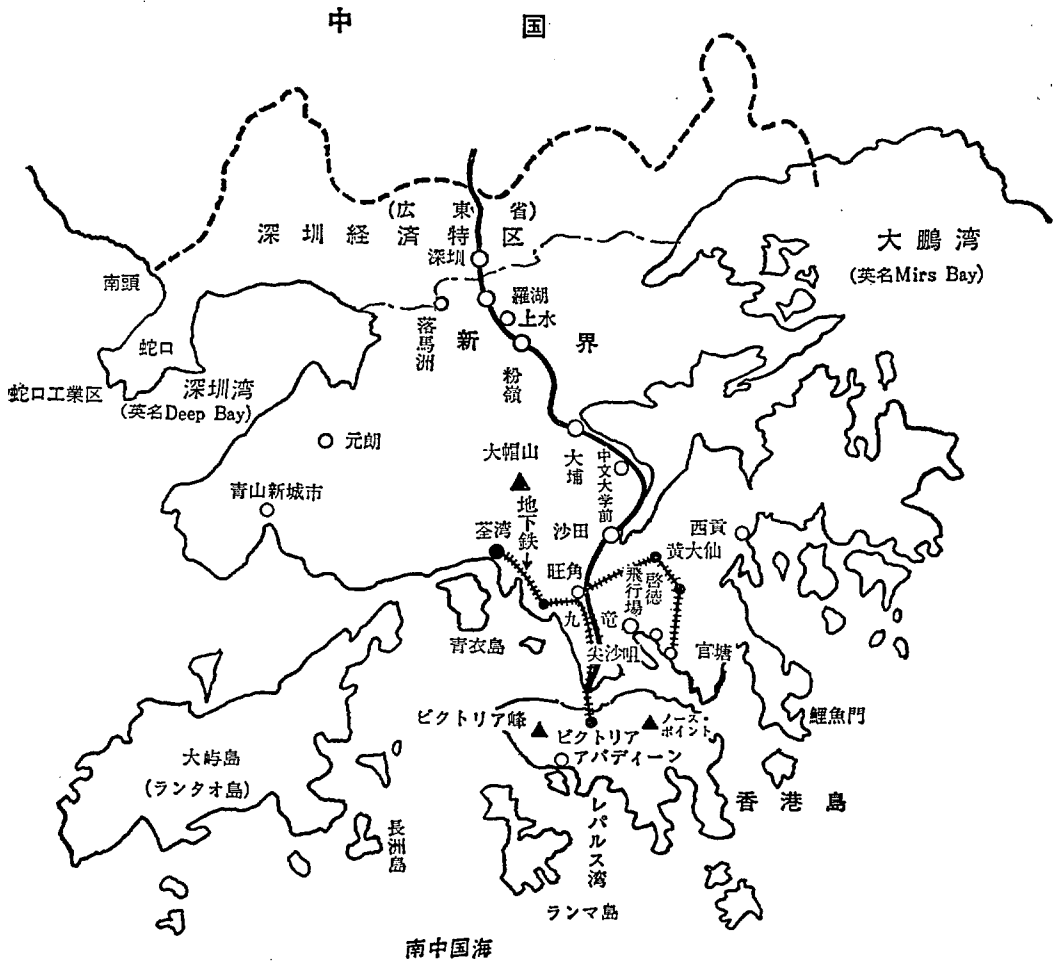 中国
(広東省)
深圳経済特区
深圳
南頭
大鵬湾
(英名Mirs Bay)
羅湖
上水
落馬洲
新界
蛇口
蛇口工業区
深圳湾
(英名Deep Bay)
粉嶺
元朗
大帽山
大埔
中文大学前
青山新城市
地下鉄
荃湾
沙田
西貢
黄大仙
旺角
啓徳
飛行場
九竜
青衣島
尖沙咀
官塘
ビクトリア峰
ノース・
ポイント
鯉魚門
ビクトリア
アバディーン
大屿島
(ランタオ島)
香港島
長洲島
レパルス湾
ランマ島
南中国海